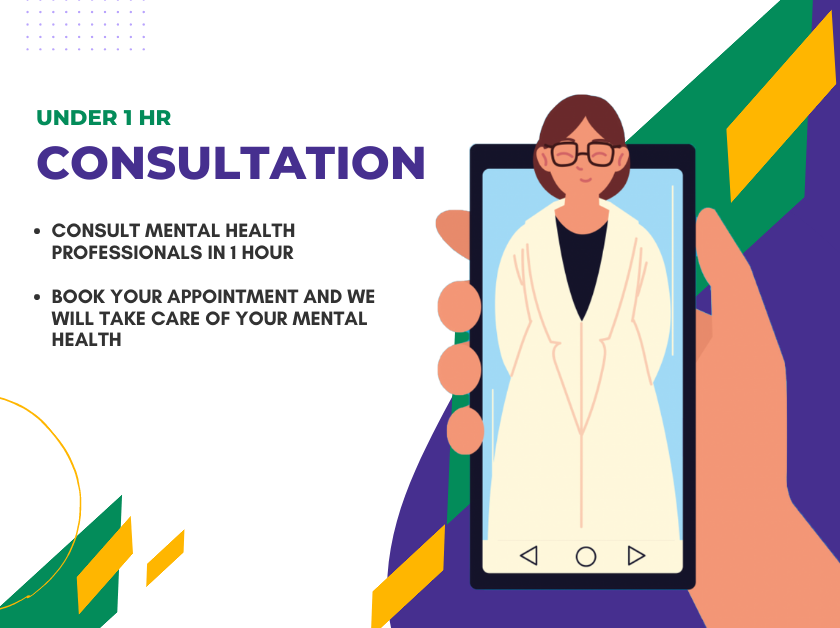 UNDER 1 HR
CONSULTATION
• CONSULT MENTAL HEALTH
PROFESSIONALS IN 1 HOUR
• BOOK YOUR APPOINTMENT AND WE
WILL TAKE CARE OF YOUR MENTAL
HEALTH